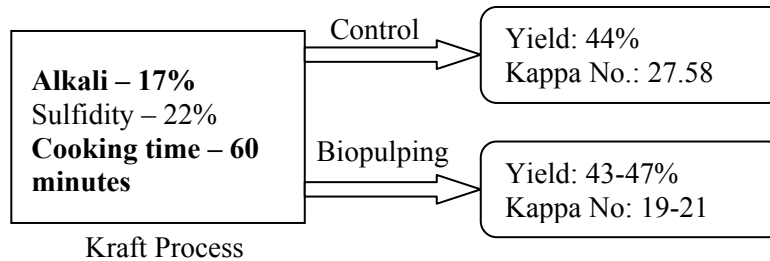 Alkali – 17%
Sulfidity – 22%
Cooking time – 60
minutes
Kraft Process
Control
Yield: 44%
Kappa No.: 27.58
Biopulping
Yield: 43-47%
Kappa No: 19-21